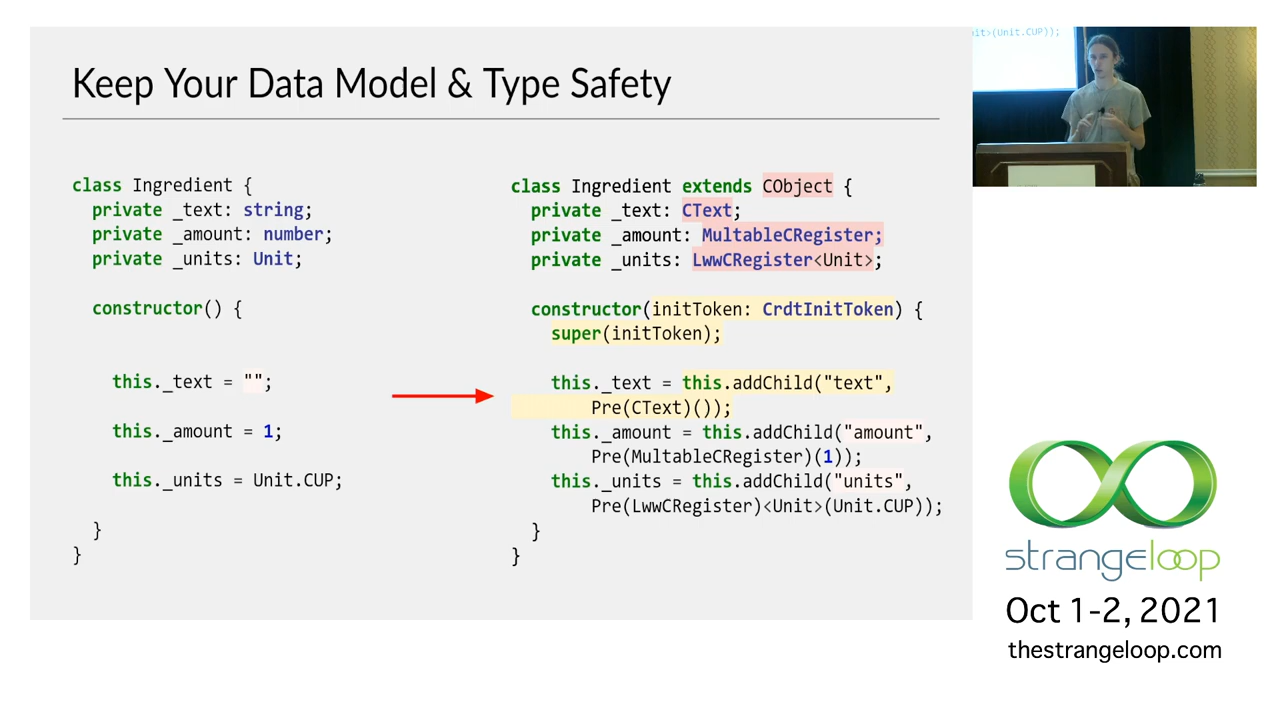 Keep Your Data Model & Type Safety
class Ingredient {
private _text: string;
private _amount: number;
private _units: Unit;
constructor() {
this._text = "";
this._amount = 1;
this._units = Unit.CUP;
}
}
class Ingredient extends CObject {
private _text: CText;
private _amount: MultableCRegister;
private _units: LwwCRegister<Unit>;
constructor(initToken: CrdtInitToken) {
super(initToken);
this._text = this.addChild("text",
Pre(CText)());
this._amount = this.addChild("amount",
Pre(MultableCRegister)(1));
this._units = this.addChild("units",
Pre(LwwCRegister)<Unit>(Unit.CUP));
}
}
it>(Unit.CUP));
strangeloop
Oct 1-2, 2021
thestrangeloop.com